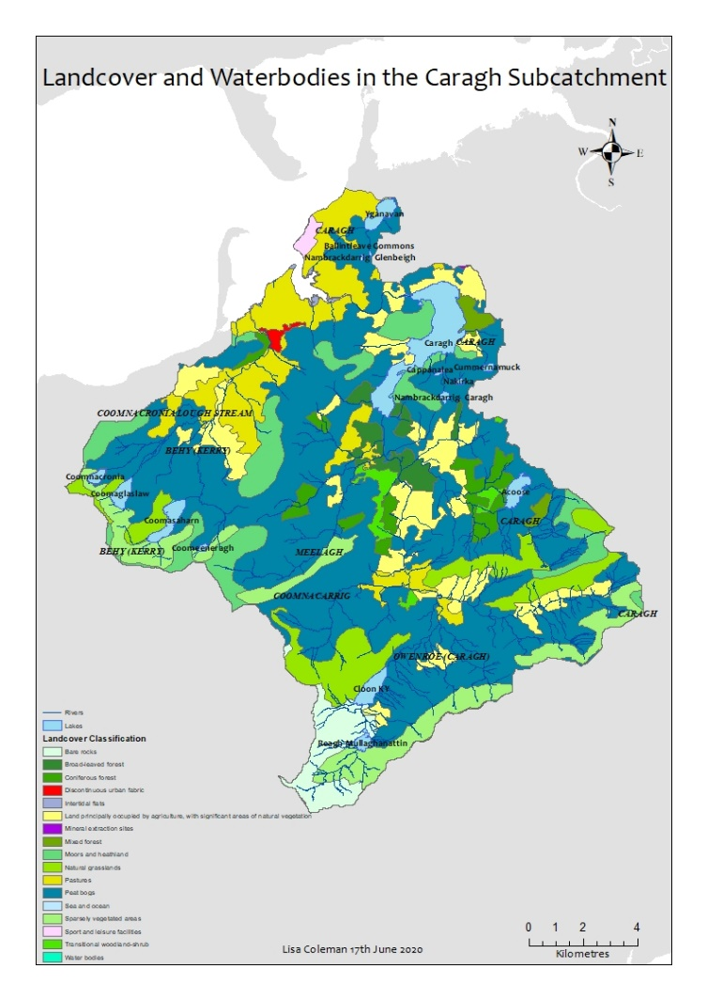 Landcover and Waterbodies in the Caragh Subcatchment
N
W E
S
Yganavan
CARAGH
Ballintleave Commons
Nambrackdarrig Glenbeigh
Caragh CARAGH
Cappanalea Cummernamuck
Nakirka
Nambrackdarrig Caragh
COOMNACRONIA LOUGH STREAM
BEHY (KERRY)
Coomnacronia
Coomaglaslaw
Acoose
Coomasaharn
CARAGH
BEHY (KERRY) Coomeeneragh
MEELAGH
COOMNACARRIG
CARAGH
OWENROE (CARAGH)
Cloon KY
Reagh Mullaghanattin
Rivers
Lakes
Landcover Classification
Bare rocks
Broad-leaved forest
Coniferous forest
Discontinuous urban fabric
Intertidal flats
Land principally occupied by agriculture, with significant areas of natural vegetation
Mineral extraction sites
Mixed forest
Moors and heathland
Natural grasslands
Pastures
Peat bogs
Sea and ocean
Sparsely vegetated areas
Sport and leisure facilities
Transitional woodland-shrub
Water bodies
Lisa Coleman 17th June 2020
0 1 2 4
Kilometres